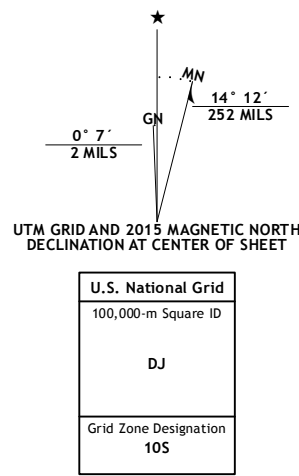 ★
MN
GN
14° 12´
252 MILS
0° 7´
2 MILS
UTM GRID AND 2015 MAGNETIC NORTH
DECLINATION AT CENTER OF SHEET
U.S. National Grid
100,000-m Square ID
DJ
Grid Zone Designation
10S